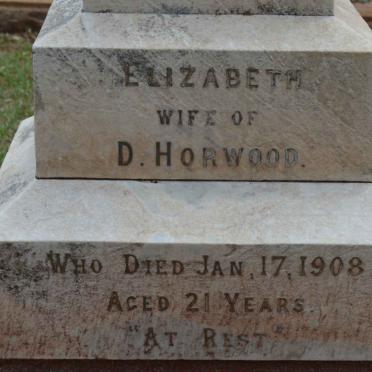 ELIZABETH
WIFE OF
D. HORWOOD.
WHO DIED JAN, 17, 1908
AGED 21 YEARS.
"AT REST"